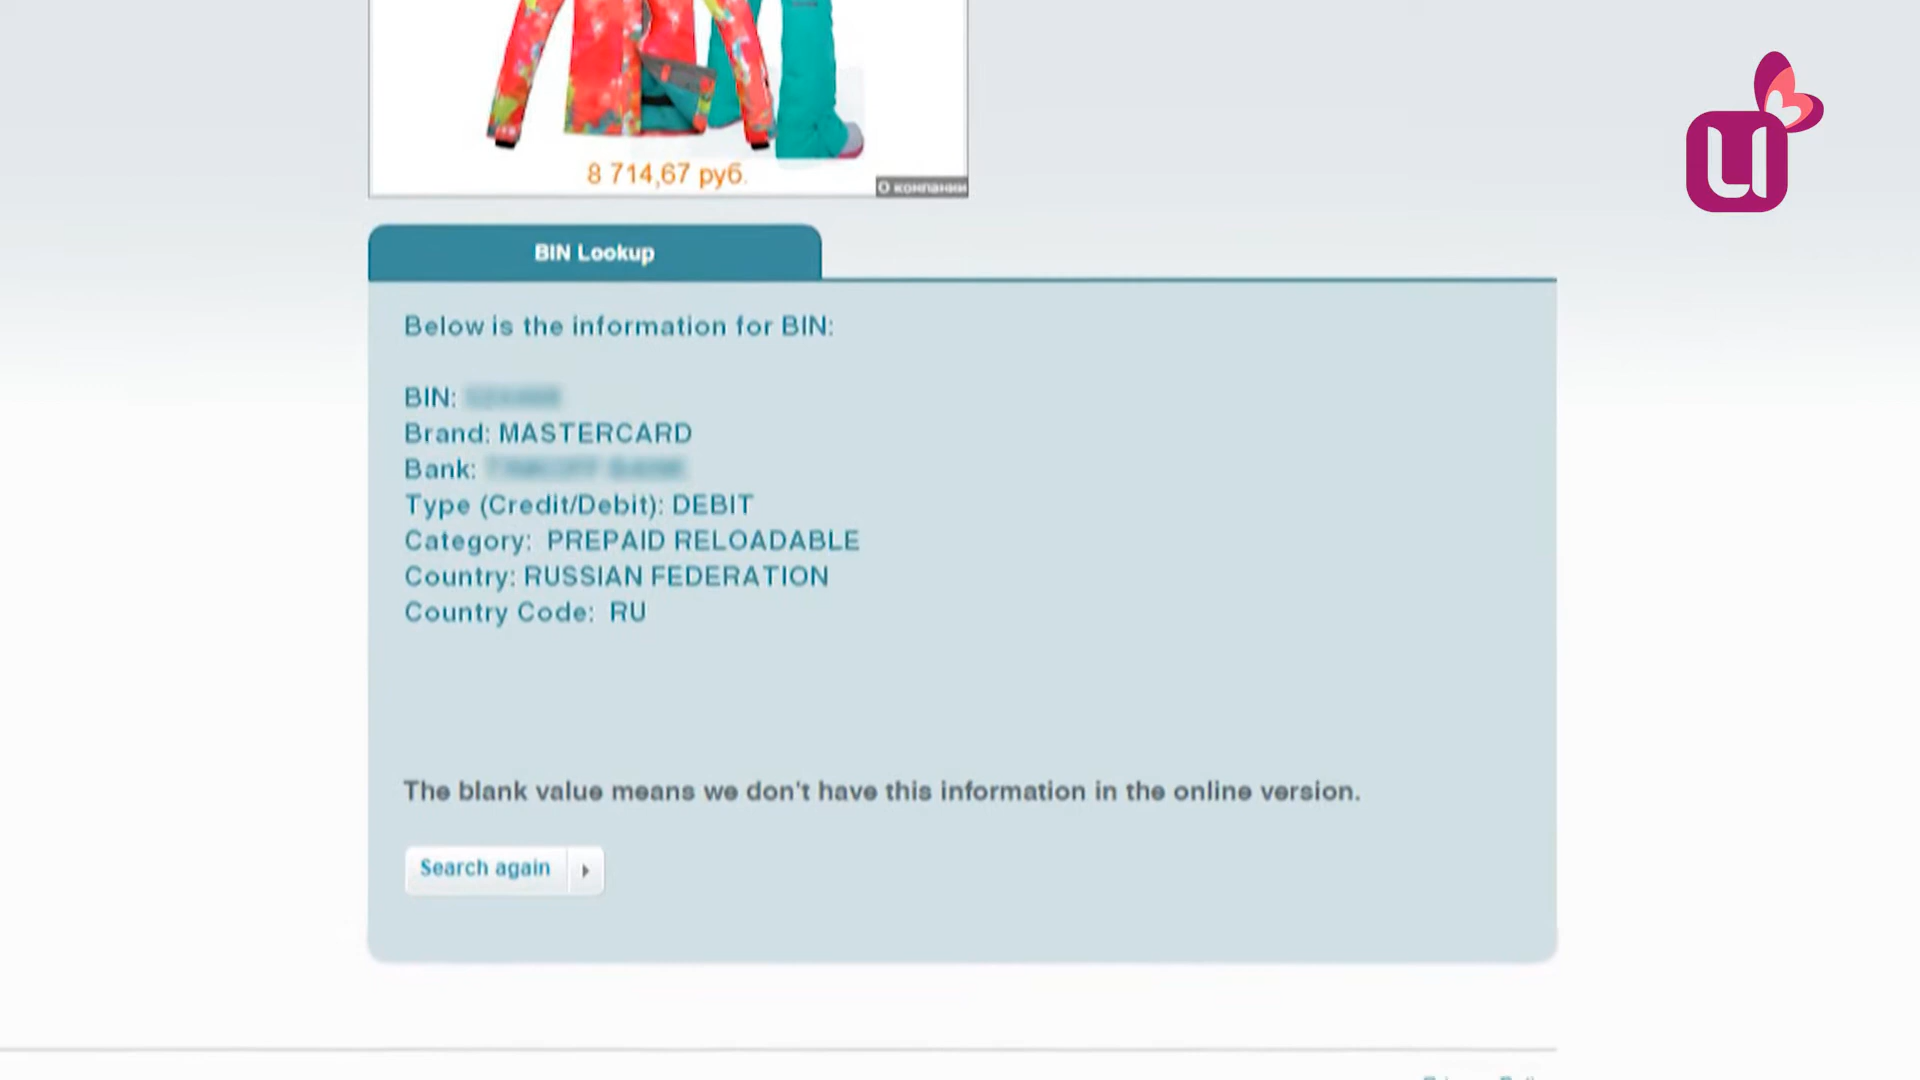 8 714,67 руб.
О компании
BIN Lookup
Below is the information for BIN:
BIN:
Brand: MASTERCARD
Bank:
Type (Credit/Debit): DEBIT
Category: PREPAID RELOADABLE
Country: RUSSIAN FEDERATION
Country Code: RU
The blank value means we don't have this information in the online version.
Search again